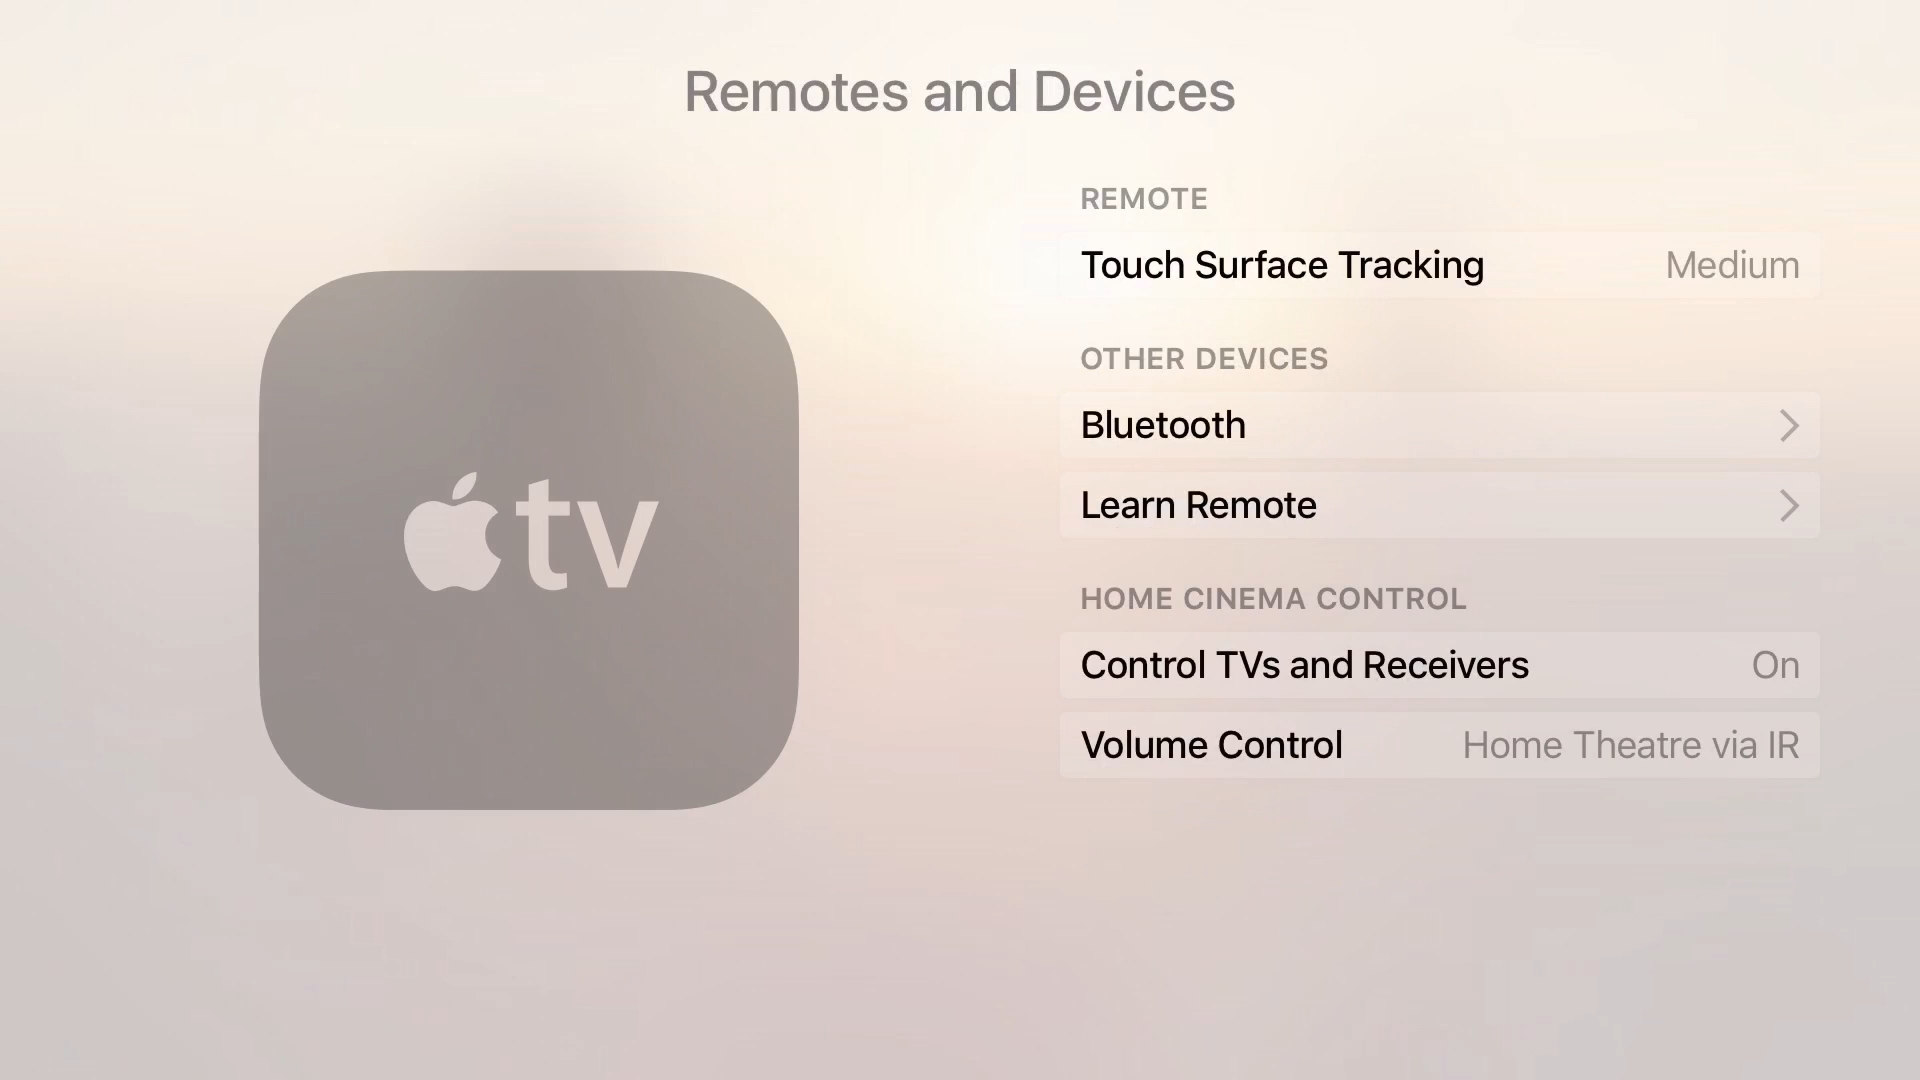 Remotes and Devices
tv
REMOTE
Touch Surface Tracking Medium
OTHER DEVICES
Bluetooth
Learn Remote
HOME CINEMA CONTROL
Control TVs and Receivers On
Volume Control Home Theatre via IR